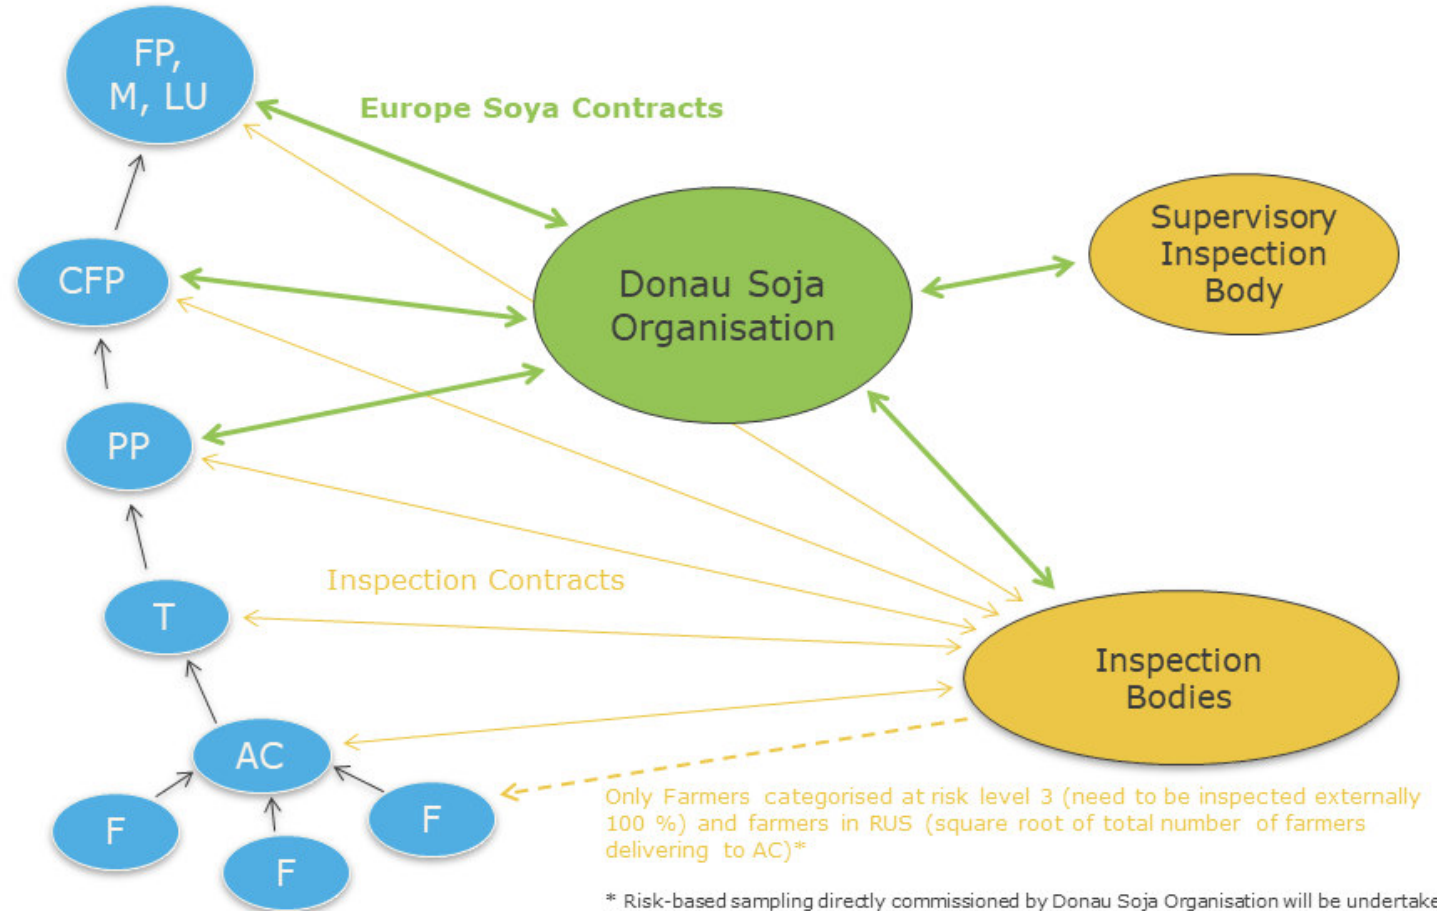 FP,
M, LU
Europe Soya Contracts
Supervisory
Inspection
Body
CFP
Donau Soja
Organisation
PP
Inspection Contracts
T
Inspection
Bodies
AC
F
F
F
Only Farmers categorised at risk level 3 (need to be inspected externally
100 %) and farmers in RUS (square root of total number of farmers
delivering to AC)*
* Risk-based sampling directly commissioned by Donau Soja Organisation will be undertake